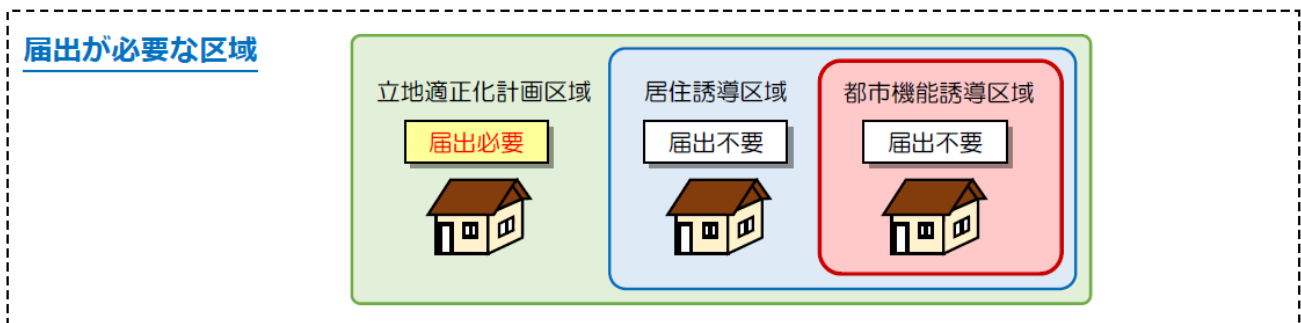 届出が必要な区域
立地適正化計画区域
居住誘導区域
都市機能誘導区域
届出必要
届出不要
届出不要